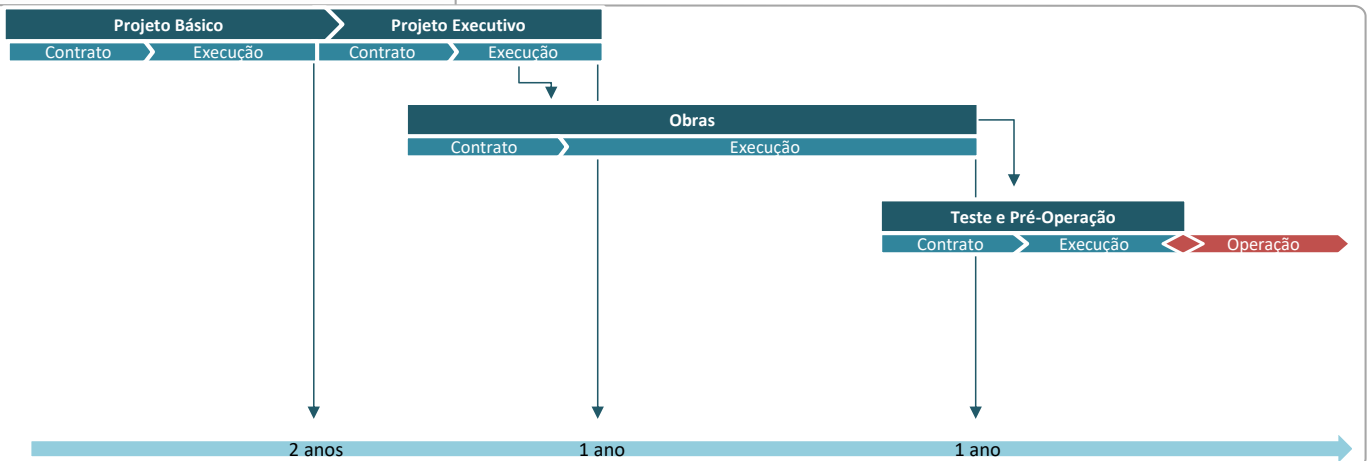 Projeto Básico
Projeto Executivo
Contrato
Execução
Contrato
Execução
Obras
Contrato
Execução
Teste e Pré-Operação
Contrato
Execução
Operação
2 anos
1 ano
1 ano